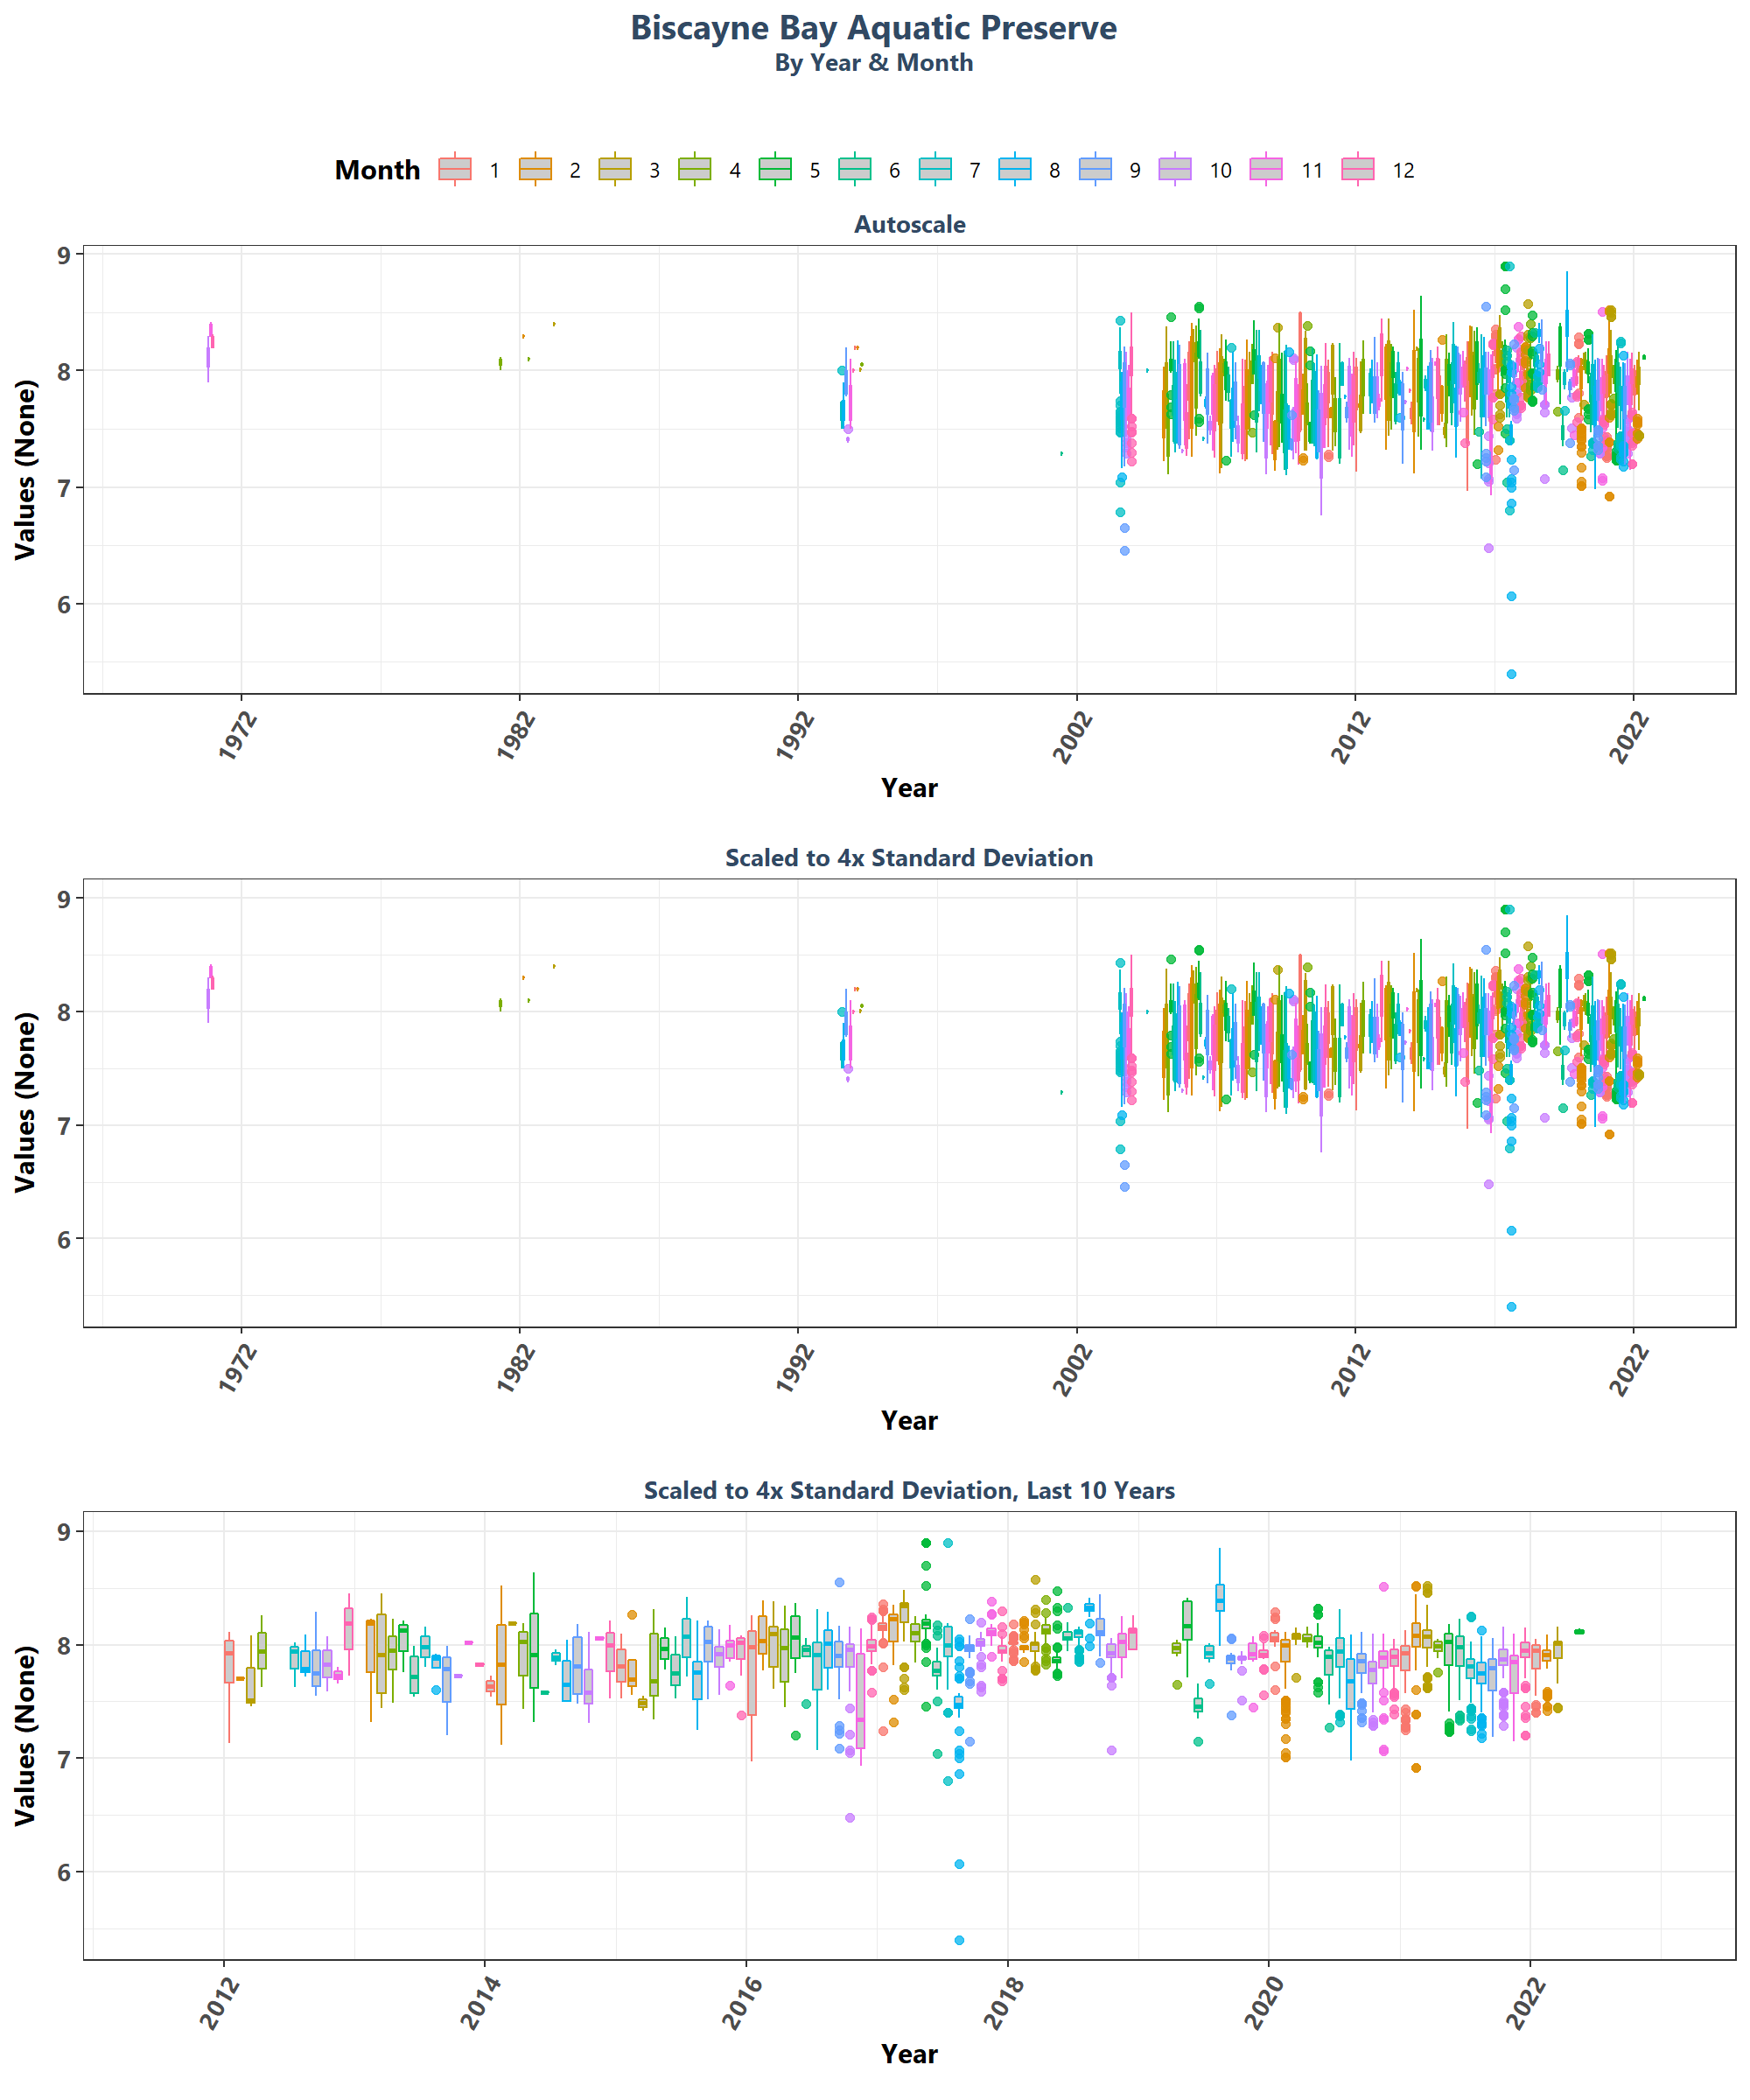 Biscayne Bay Aquatic Preserve
By Year & Month
Month 1 2 3 4 5 6 7 8 9 10 11 12
Autoscale
Values (None)
9
8
7
6
1972 1982 1992 2002 2012 2022
Year
Scaled to 4x Standard Deviation
Values (None)
9
8
7
6
1972 1982 1992 2002 2012 2022
Year
Scaled to 4x Standard Deviation, Last 10 Years
Values (None)
9
8
7
6
2012 2014 2016 2018 2020 2022
Year